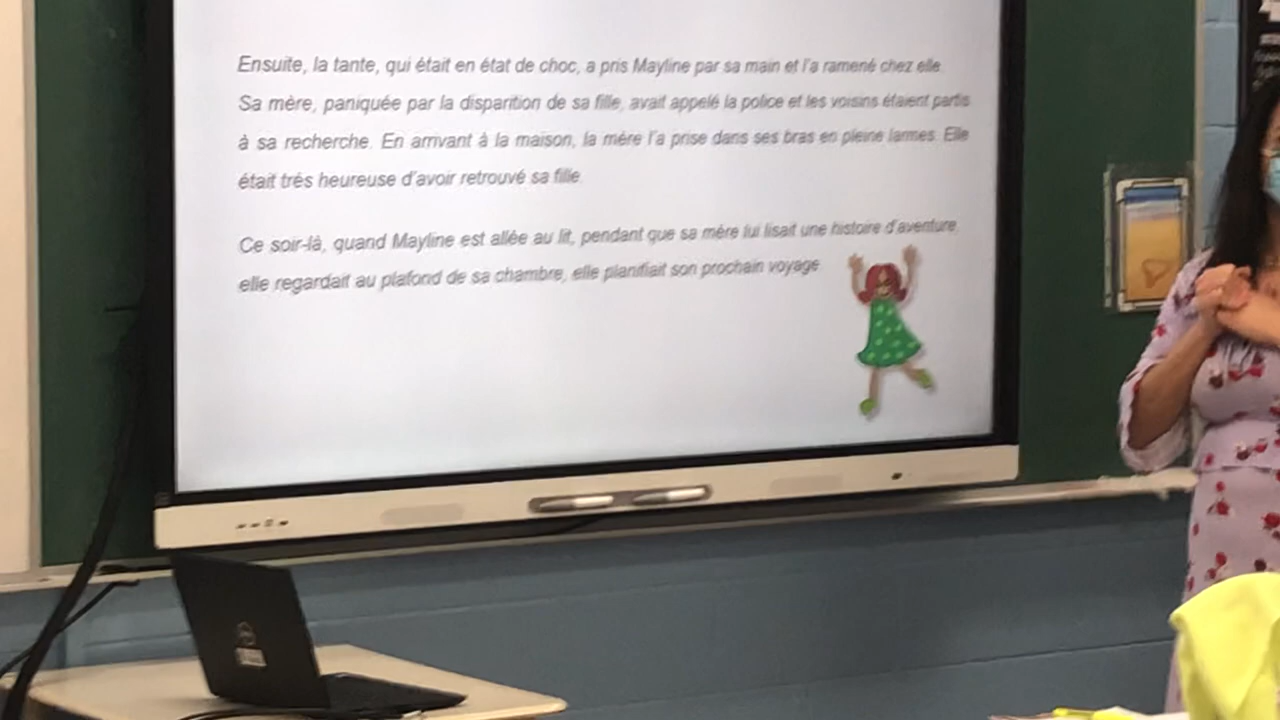 Ensuite, la tante, qui était en état de choc, a pris Mayline par sa main et l'a ramené chez elle.
Sa mère, paniquée par la disparition de sa fille, avait appelé la police et les voisins étaient partis
à sa recherche. En arrivant à la maison, la mère l'a prise dans ses bras en pleine larmes. Elle
était très heureuse d'avoir retrouvé sa fille.
Ce soir-là, quand Mayline est allée au lit, pendant que sa mère lui lisait une histoire d'aventure,
elle regardait au plafond de sa chambre, elle planifiait son prochain voyage